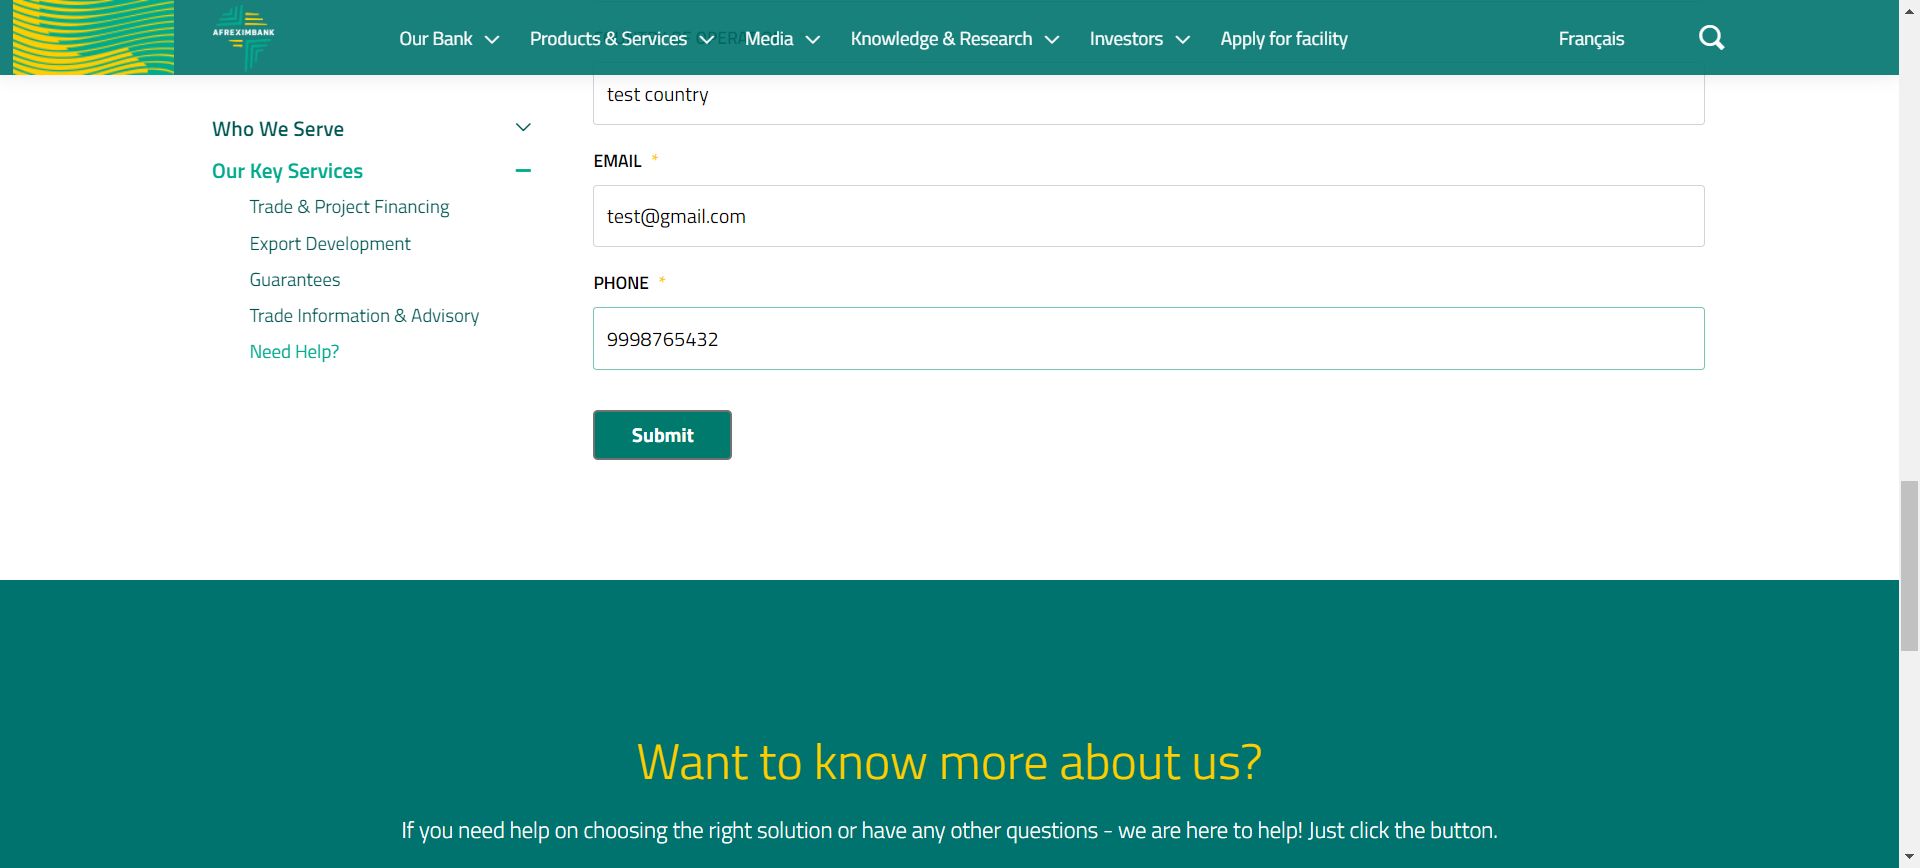 AFREXIMBANK
Our Bank
Products & Services
Media
Knowledge & Research
Investors
Apply for facility
Français
Who We Serve
Our Key Services
Trade & Project Financing
Export Development
Guarantees
Trade Information & Advisory
Need Help?
test country
EMAIL *
test@gmail.com
PHONE *
9998765432
Submit
Want to know more about us?
If you need help on choosing the right solution or have any other questions - we are here to help! Just click the button.